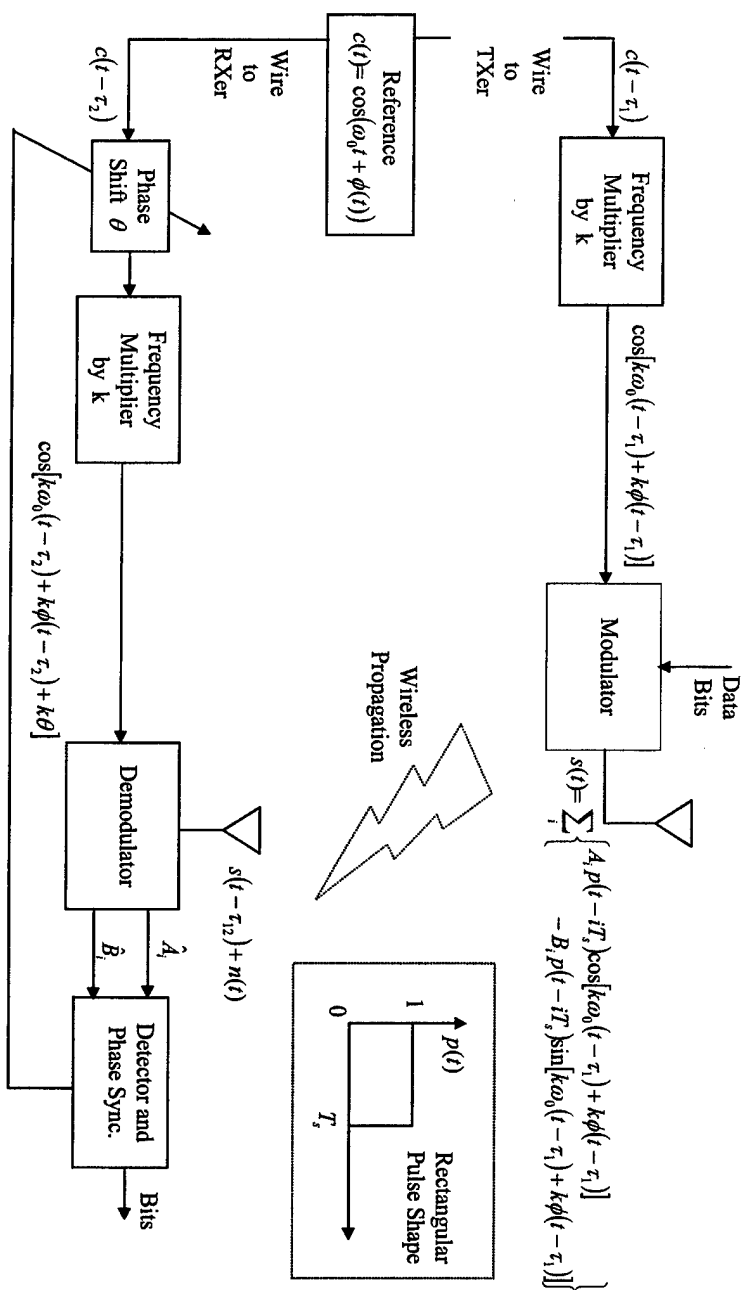 Reference
c(t)= cos(ω₀t + ϕ(t))
Wire
to
TXer
c(t − τ₁)
Frequency
Multiplier
by k
cos[kω₀(t − τ₁) + kϕ(t − τ₁)]
Data
Bits
Modulator
s(t)= ∑ᵢ { Aᵢ p(t − iTₛ)cos[kω₀(t − τ₁) + kϕ(t − τ₁)]
− Bᵢ p(t − iTₛ)sin[kω₀(t − τ₁) + kϕ(t − τ₁)] }
Wireless
Propagation
p(t)
1
0
Tₛ
Rectangular
Pulse Shape
Wire
to
RXer
c(t − τ₂)
Phase
Shift θ
Frequency
Multiplier
by k
cos[kω₀(t − τ₂) + kϕ(t − τ₂) + kθ]
s(t − τ₁₂) + n(t)
Demodulator
Âᵢ
B̂ᵢ
Detector and
Phase Sync.
Bits